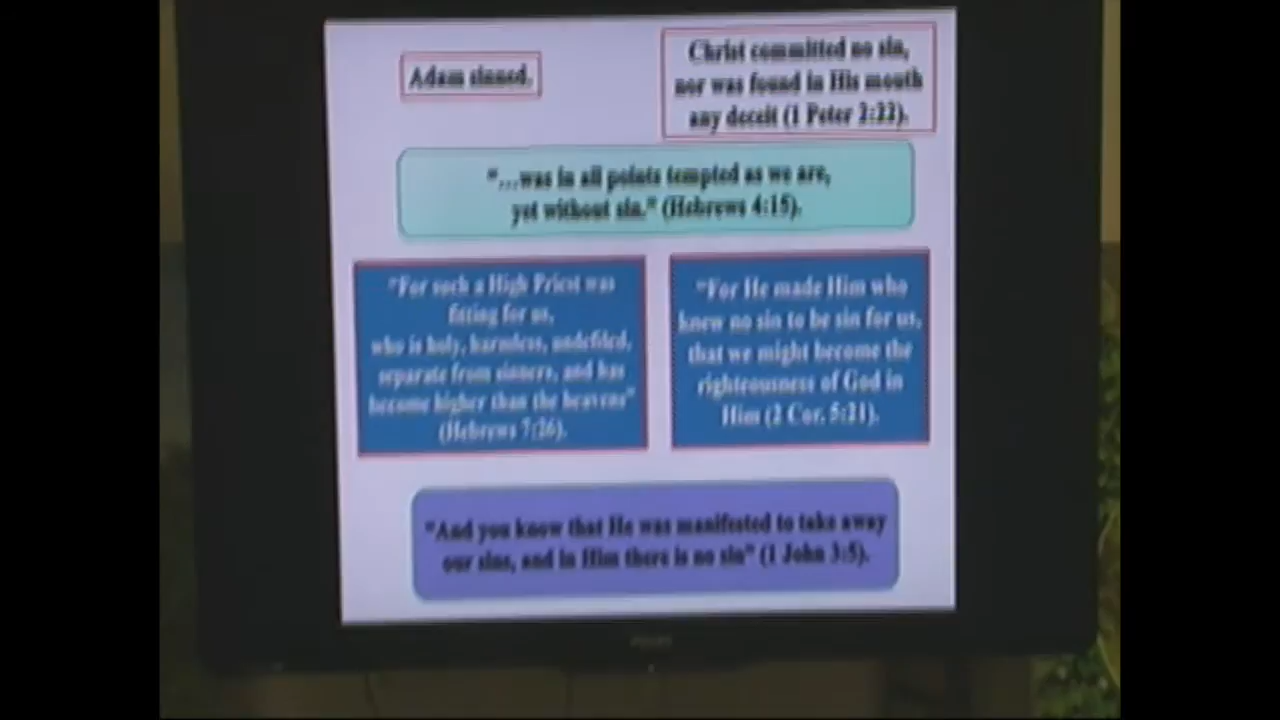 Adam sinned.
Christ committed no sin,
nor was found in His mouth
any deceit (1 Peter 2:22).
"...was in all points tempted as we are,
yet without sin." (Hebrews 4:15).
"For such a High Priest was
fitting for us,
who is holy, harmless, undefiled,
separate from sinners, and has
become higher than the heavens"
(Hebrews 7:26).
"For He made Him who
knew no sin to be sin for us,
that we might become the
righteousness of God in
Him (2 Cor. 5:21).
"And you know that He was manifested to take away
our sins, and in Him there is no sin" (1 John 3:5).